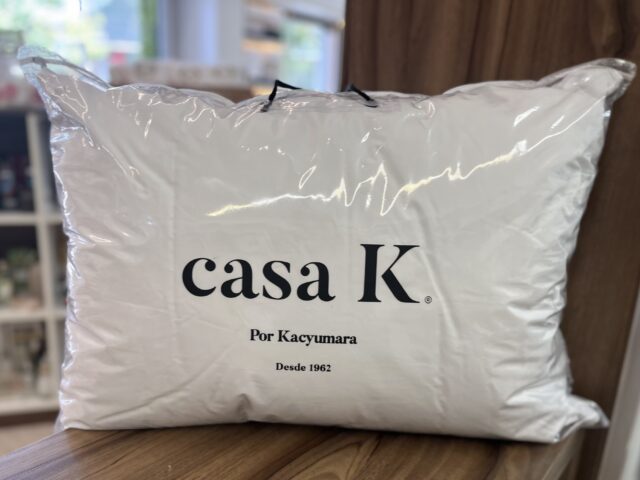 casa K®
Por Kacyumara
Desde 1962